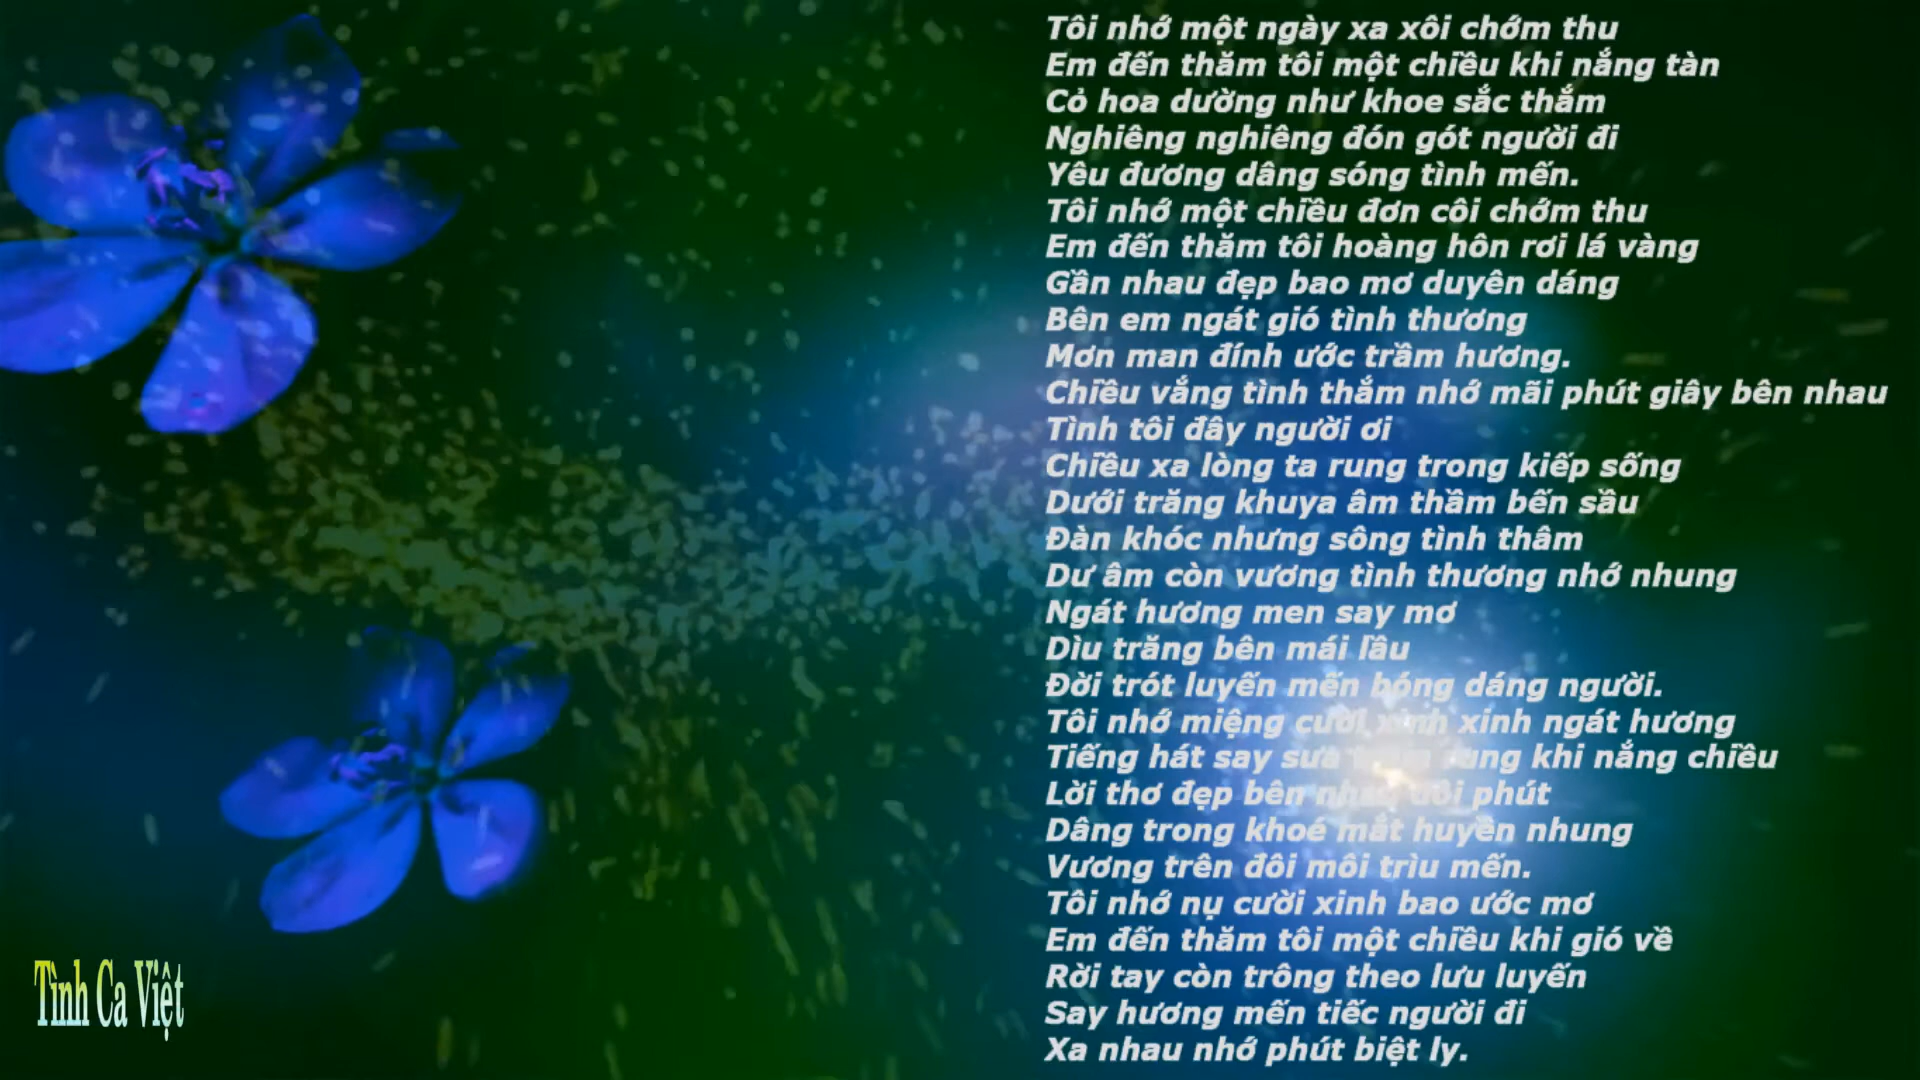 Tôi nhớ một ngày xa xôi chớm thu
Em đến thăm tôi một chiều khi nắng tàn
Cỏ hoa dường như khoe sắc thắm
Nghiêng nghiêng đón gót người đi
Yêu đương dâng sóng tình mến.
Tôi nhớ một chiều đơn côi chớm thu
Em đến thăm tôi hoàng hôn rơi lá vàng
Gần nhau đẹp bao mơ duyên dáng
Bên em ngát gió tình thương
Mơn man đính ước trầm hương.
Chiều vắng tình thắm nhớ mãi phút giây bên nhau
Tình tôi đây người ơi
Chiều xa lòng ta rung trong kiếp sống
Dưới trăng khuya âm thầm bến sầu
Đàn khóc nhưng sông tình thâm
Dư âm còn vương tình thương nhớ nhung
Ngát hương men say mơ
Dìu trăng bên mái lầu
Đời trót luyến mến bóng dáng người.
Tôi nhớ miệng cười xinh xinh ngát hương
Tiếng hát say sưa khi nắng chiều
Lời thơ đẹp bên nhau đôi phút
Dâng trong khoé mắt huyền nhung
Vương trên đôi môi trìu mến.
Tôi nhớ nụ cười xinh bao ước mơ
Em đến thăm tôi một chiều khi gió về
Rời tay còn trông theo lưu luyến
Say hương mến tiếc người đi
Xa nhau nhớ phút biệt ly.
Tình Ca Việt